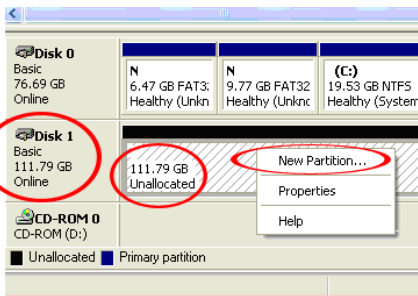 Disk 0
Basic
76.69 GB
Online
N
6.47 GB FAT32
Healthy (Unkn
N
9.77 GB FAT32
Healthy (Unknc
(C:)
19.53 GB NTFS
Healthy (System
Disk 1
Basic
111.79 GB
Online
111.79 GB
Unallocated
New Partition...
Properties
Help
CD-ROM 0
CD-ROM (D:)
Unallocated
Primary partition